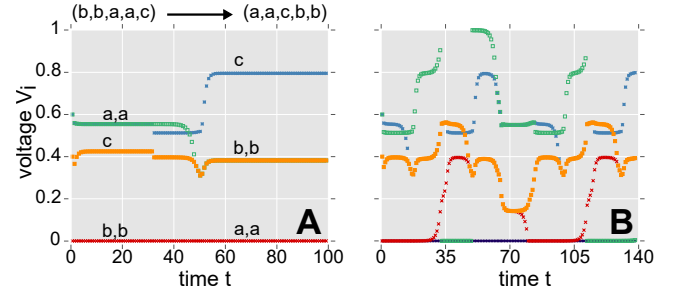 (b,b,a,a,c) → (a,a,c,b,b)
voltage Vi
1
0.8
0.6
0.4
0.2
0
c
a,a
c
b,b
b,b
a,a
A
B
0 20 40 60 80 100
0 35 70 105 140
time t
time t